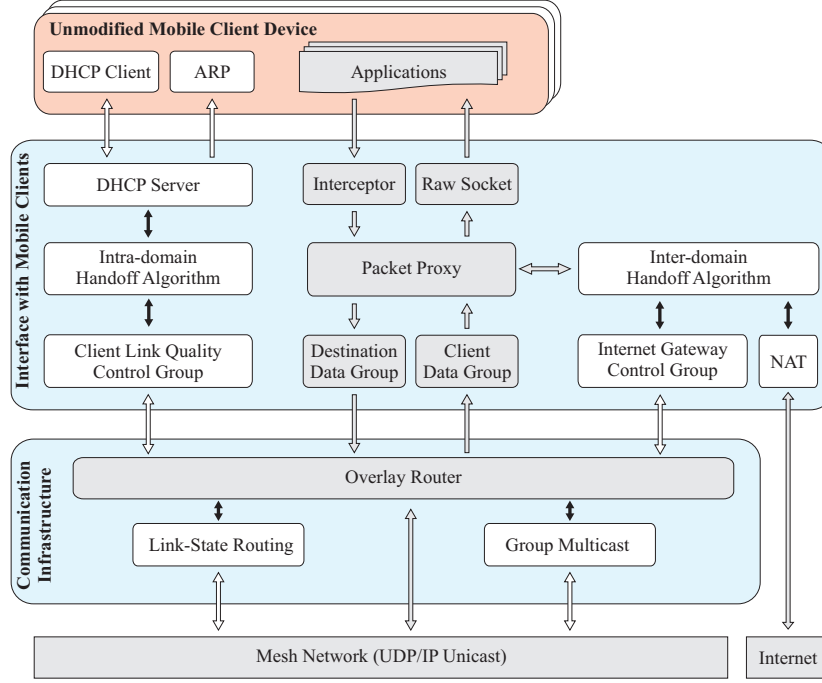 Unmodified Mobile Client Device
DHCP Client
ARP
Applications
Interface with Mobile Clients
DHCP Server
Interceptor
Raw Socket
Intra-domain
Handoff Algorithm
Packet Proxy
Inter-domain
Handoff Algorithm
Client Link Quality
Control Group
Destination
Data Group
Client
Data Group
Internet Gateway
Control Group
NAT
Communication
Infrastructure
Overlay Router
Link-State Routing
Group Multicast
Mesh Network (UDP/IP Unicast)
Internet